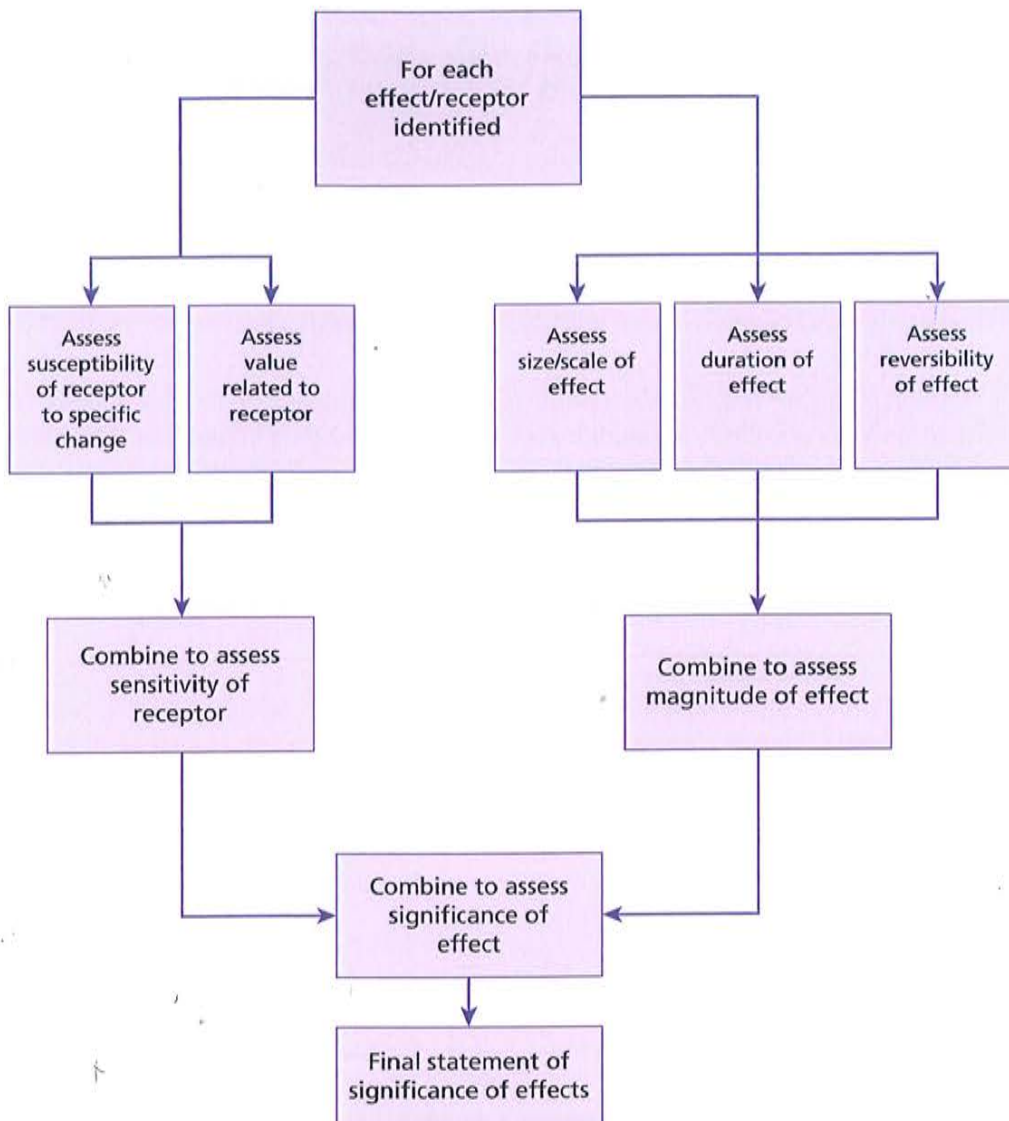 For each
effect/receptor
identified
Assess
susceptibility
of receptor
to specific
change
Assess
value
related to
receptor
Assess
size/scale of
effect
Assess
duration of
effect
Assess
reversibility
of effect
Combine to assess
sensitivity of
receptor
Combine to assess
magnitude of effect
Combine to assess
significance of
effect
Final statement of
significance of effects